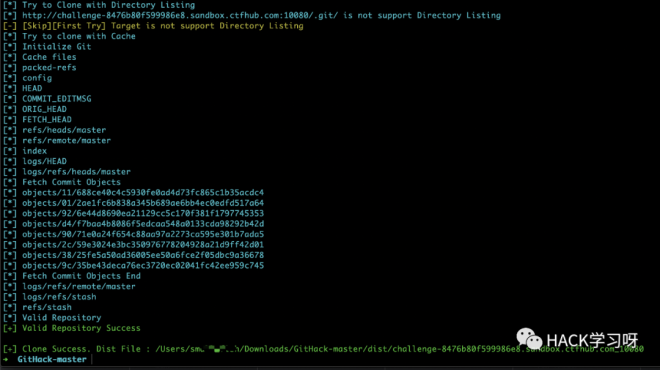 [*] Try to Clone with Directory Listing
[*] http://challenge-8476b80f599986e8.sandbox.ctfhub.com:10080/.git/ is not support Directory Listing
[-] [Skip][First Try] Target is not support Directory Listing
[*] Try to clone with Cache
[*] Initialize Git
[*] Cache files
[*] packed-refs
[*] config
[*] HEAD
[*] COMMIT_EDITMSG
[*] ORIG_HEAD
[*] FETCH_HEAD
[*] refs/heads/master
[*] refs/remote/master
[*] index
[*] logs/HEAD
[*] logs/refs/heads/master
[*] Fetch Commit Objects
[*] objects/11/688ce40c4c5930fe0ad4d73fc865c1b35acdc4
[*] objects/01/2ae1fc6b838a345b689ae6bb4ec0edfd517a64
[*] objects/92/6e44d8690ea21129cc5c170f381f1797745353
[*] objects/d4/f7baa4b8086f5edcaa548a0133cda98292b42d
[*] objects/90/71e0a24f654c88aa97a2273ca595e301b7ada5
[*] objects/2c/59e3024e3bc350976778204928a21d9ff42d01
[*] objects/38/25fe5a50ad36005ee50a6fce2f05dbc9a36678
[*] objects/9c/35be43deca76ec3720ec02041fc42ee959c745
[*] Fetch Commit Objects End
[*] logs/refs/remote/master
[*] logs/refs/stash
[*] refs/stash
[*] Valid Repository
[+] Valid Repository Success
[+] Clone Success. Dist File : /Users/ /Downloads/GitHack-master/dist/challenge-8476b80f599986e8.sandbox.ctfhub.com_10080
→ GitHack-master
HACK学习呀